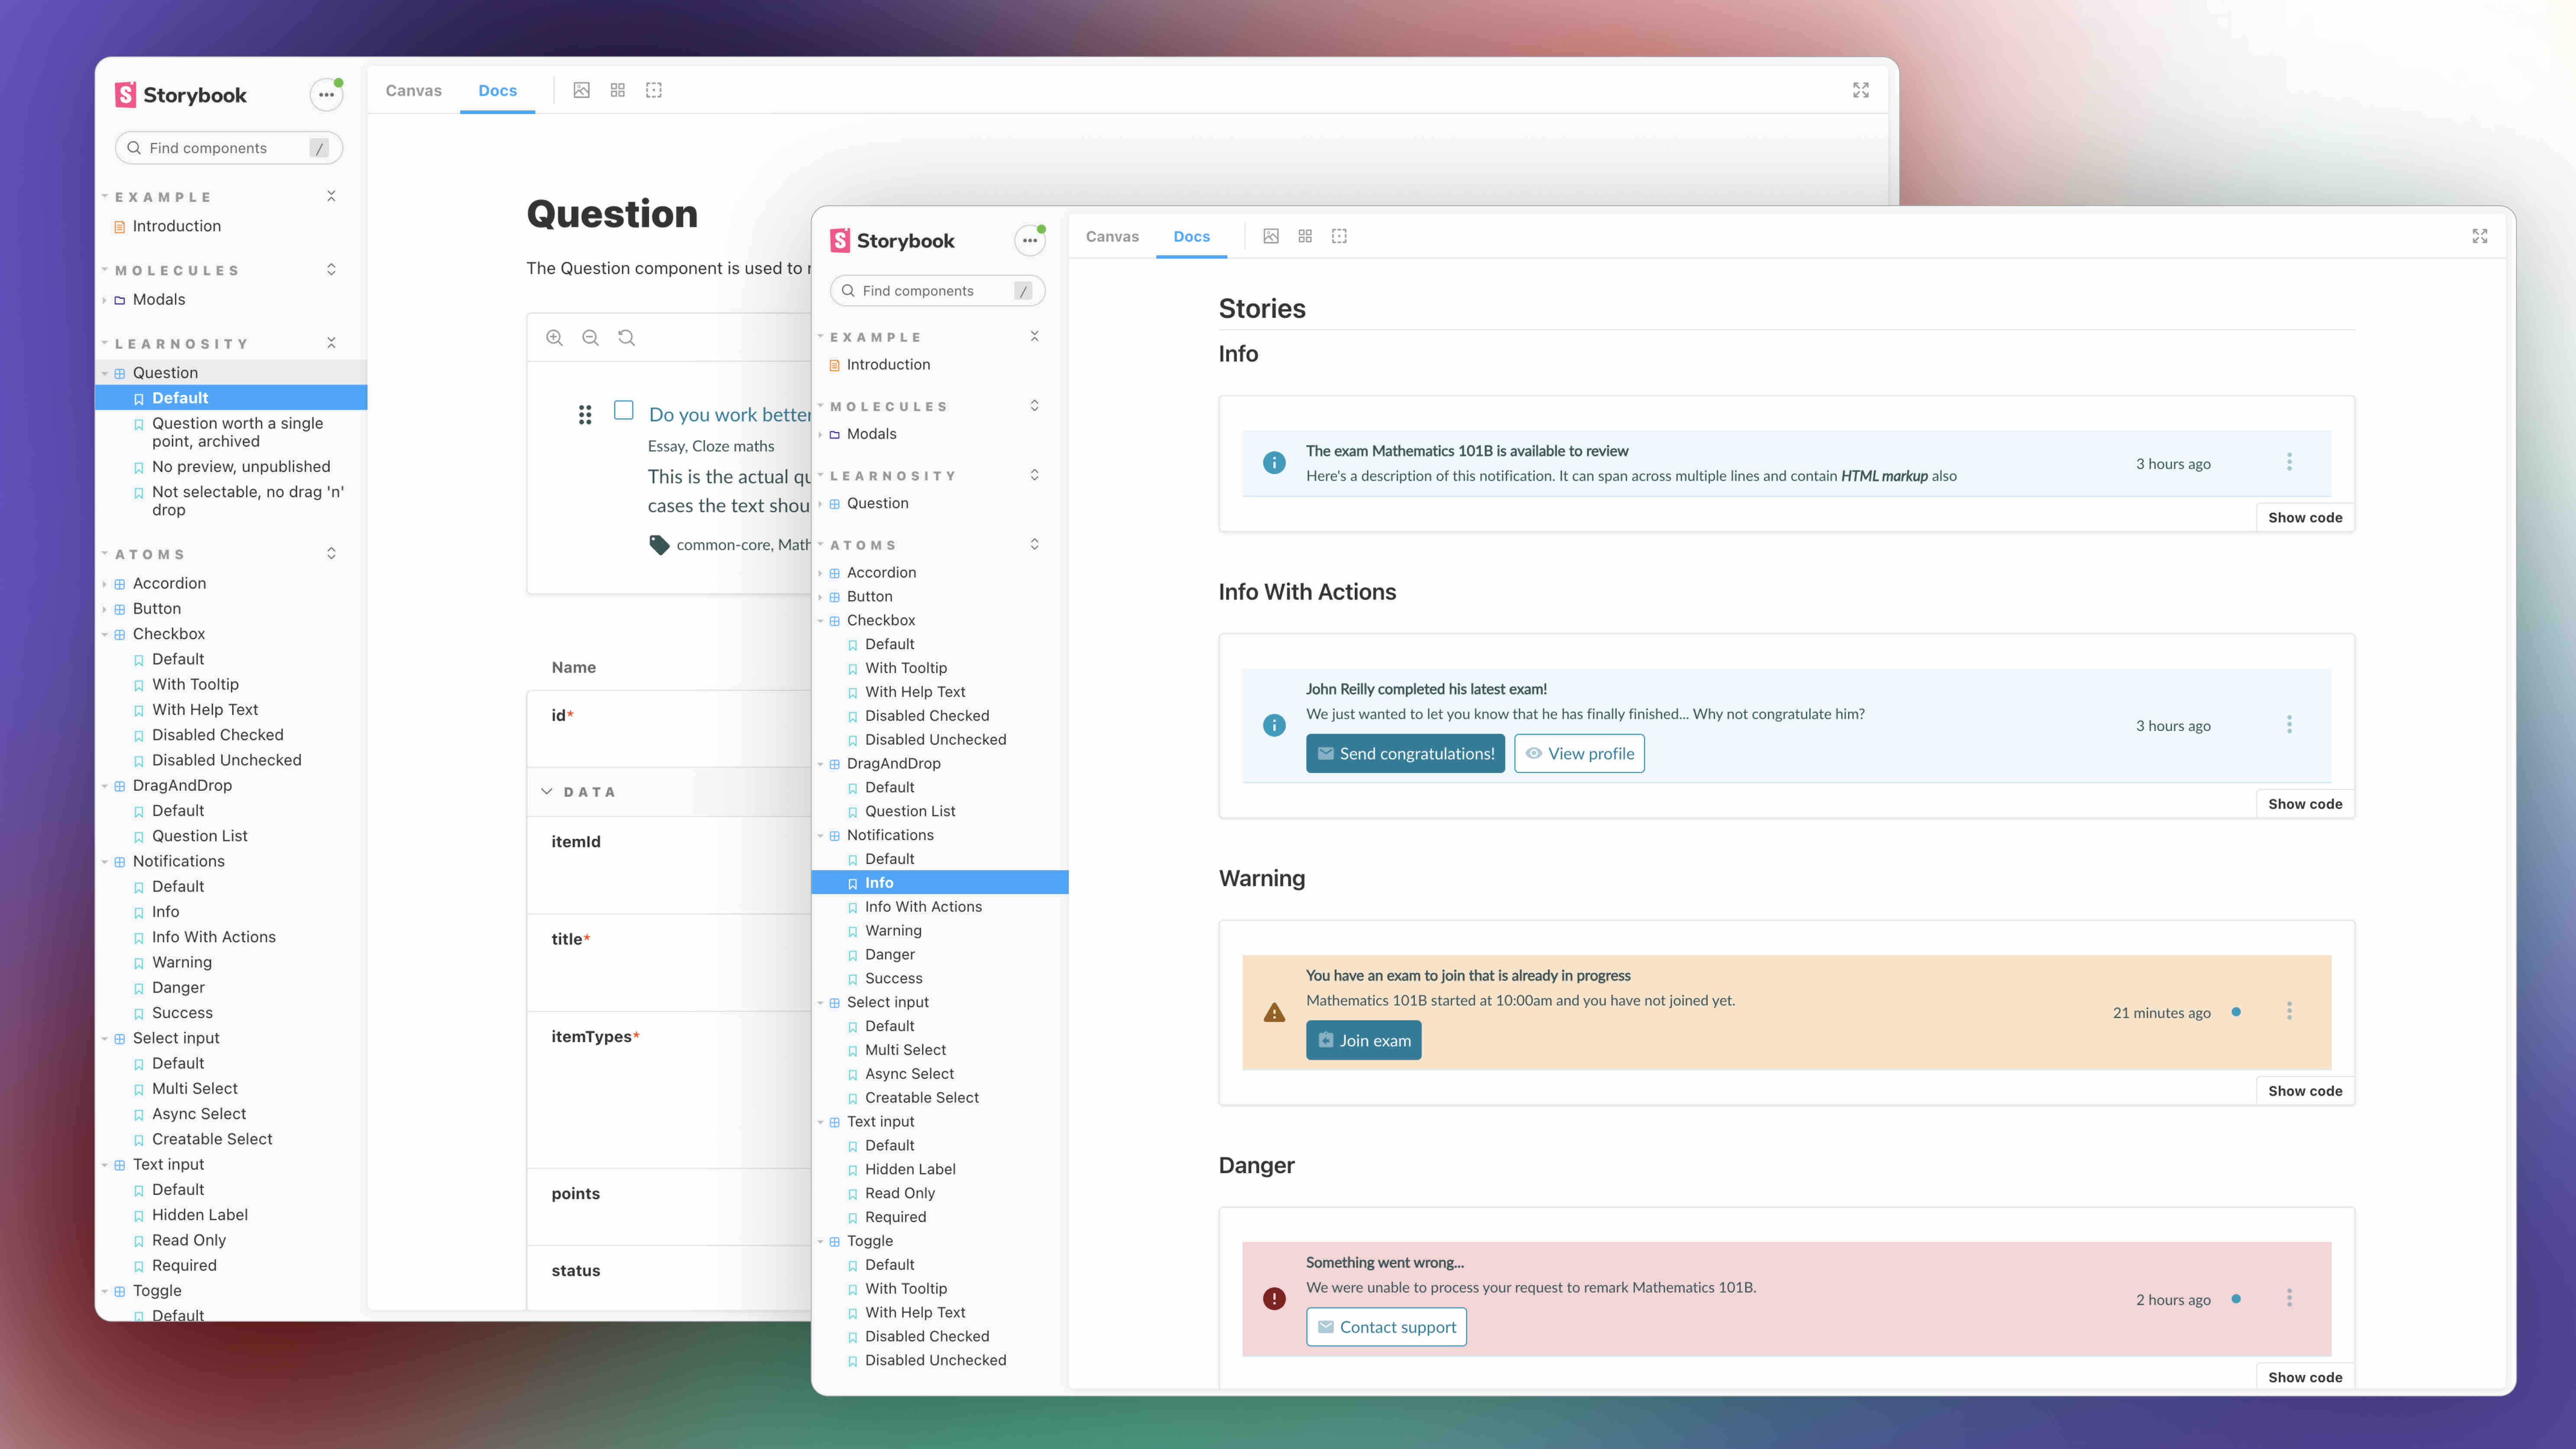 Storybook
Find components
/
EXAMPLE
Introduction
MOLECULES
Modals
LEARNOSITY
Question
Default
Question worth a single
point, archived
No preview, unpublished
Not selectable, no drag 'n'
drop
ATOMS
Accordion
Button
Checkbox
Default
With Tooltip
With Help Text
Disabled Checked
Disabled Unchecked
DragAndDrop
Default
Question List
Notifications
Default
Info
Info With Actions
Warning
Danger
Success
Select input
Default
Multi Select
Async Select
Creatable Select
Text input
Default
Hidden Label
Read Only
Required
Toggle
Default
Canvas
Docs
Question
The Question component is used to
Do you work better
Essay, Cloze maths
This is the actual
cases the text
common-core,
Name
id*
DATA
itemId
title*
itemTypes*
points
status
Storybook
Find components
/
EXAMPLE
Introduction
MOLECULES
Modals
LEARNOSITY
Question
ATOMS
Accordion
Button
Checkbox
Default
With Tooltip
With Help Text
Disabled Checked
Disabled Unchecked
DragAndDrop
Default
Question List
Notifications
Default
Info
Info With Actions
Warning
Danger
Success
Select input
Default
Multi Select
Async Select
Creatable Select
Text input
Default
Hidden Label
Read Only
Required
Toggle
Default
With Tooltip
With Help Text
Disabled Checked
Disabled Unchecked
Canvas
Docs
Stories
Info
The exam Mathematics 101B is available to review
Here's a description of this notification. It can span across multiple lines and contain HTML markup also
3 hours ago
Show code
Info With Actions
John Reilly completed his latest exam!
We just wanted to let you know that he has finally finished... Why not congratulate him?
Send congratulations!
View profile
3 hours ago
Show code
Warning
You have an exam to join that is already in progress
Mathematics 101B started at 10:00am and you have not joined yet.
Join exam
21 minutes ago
Show code
Danger
Something went wrong...
We were unable to process your request to remark Mathematics 101B.
Contact support
2 hours ago
Show code